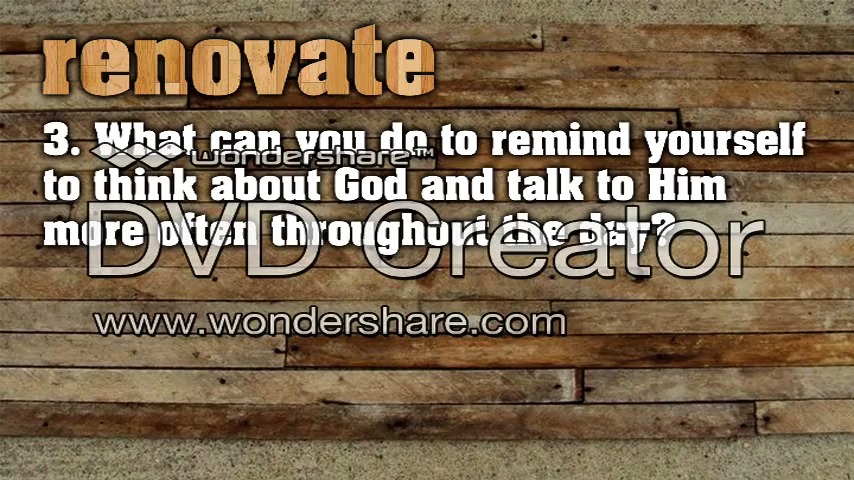 renovate
3. What can you do to remind yourself
wondershare™
to think about God and talk to Him
more often throughout the day?
DVD Creator
www.wondershare.com